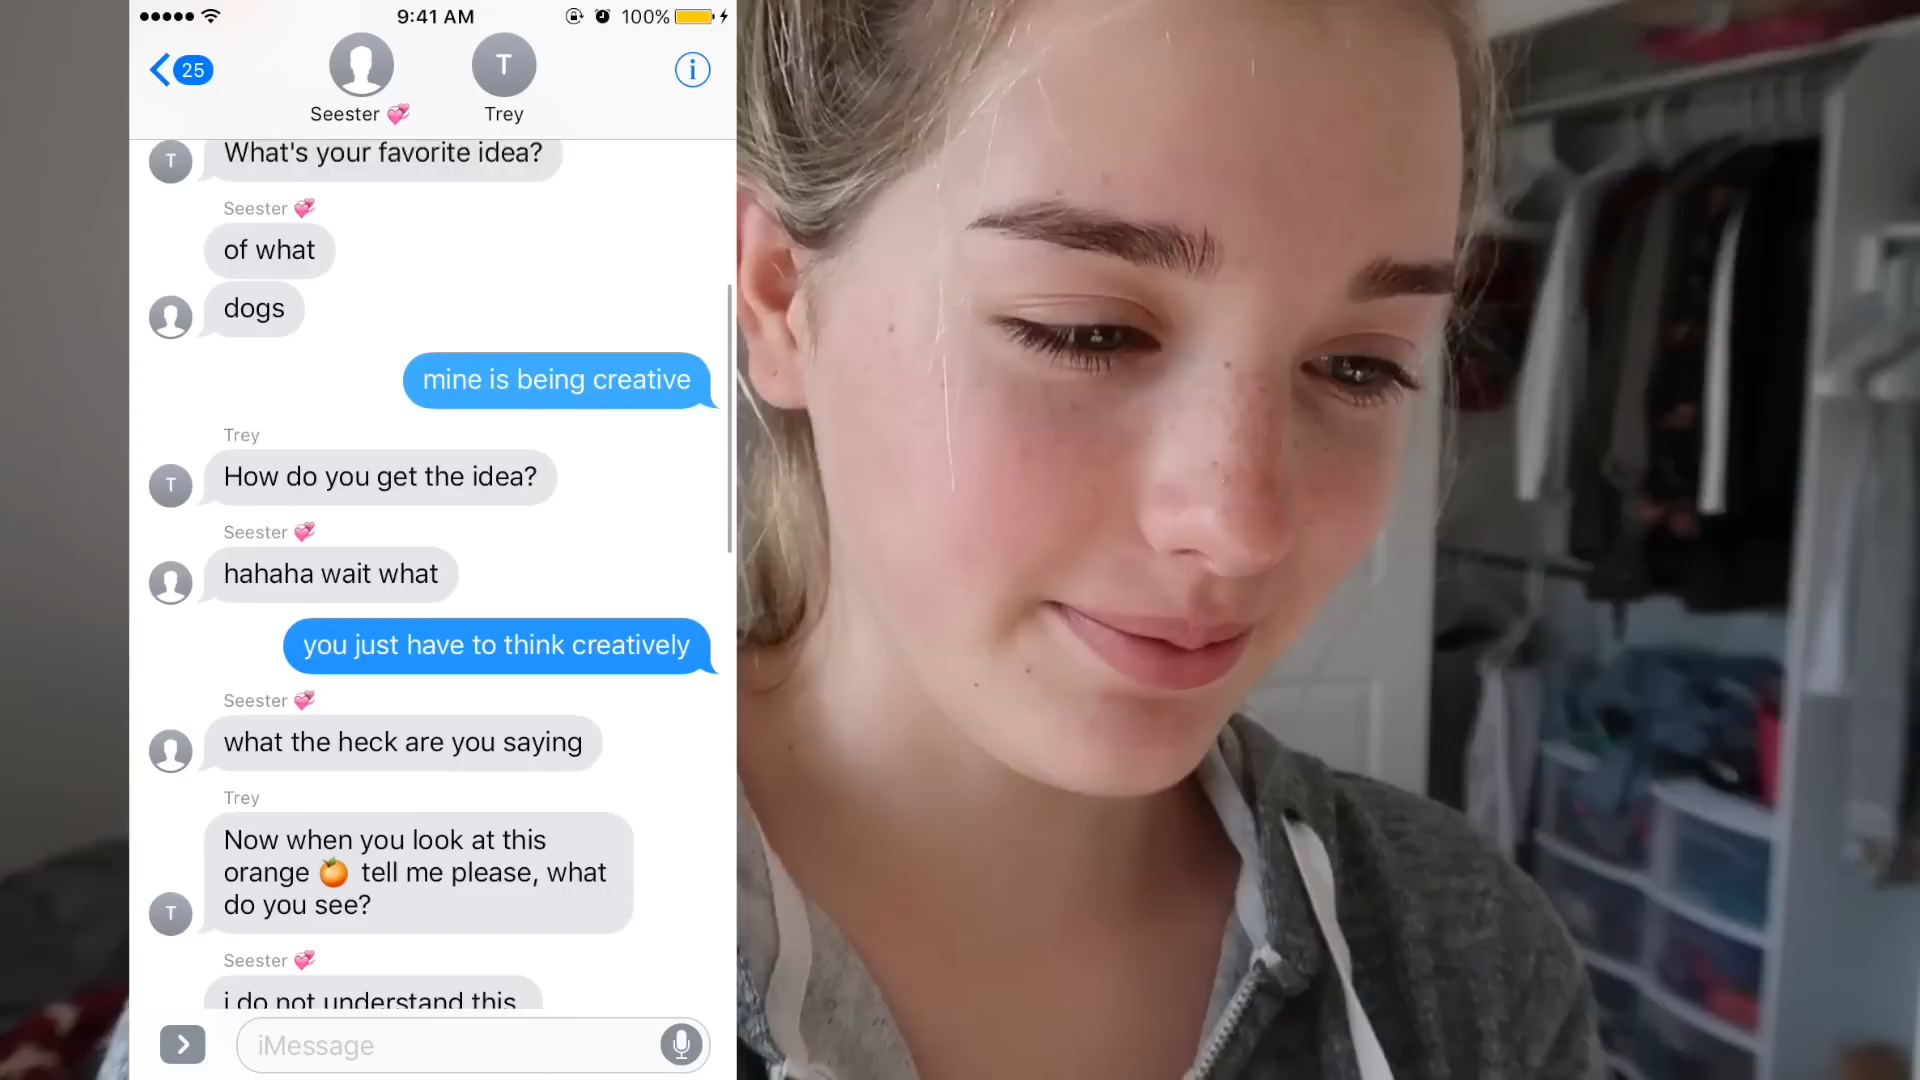 9:41 AM
100%
25
T
Seester 💞
Trey
T
What's your favorite idea?
Seester 💞
of what
dogs
mine is being creative
Trey
T
How do you get the idea?
Seester 💞
hahaha wait what
you just have to think creatively
Seester 💞
what the heck are you saying
Trey
Now when you look at this
orange 🍊 tell me please, what
do you see?
T
Seester 💞
i do not understand this
iMessage